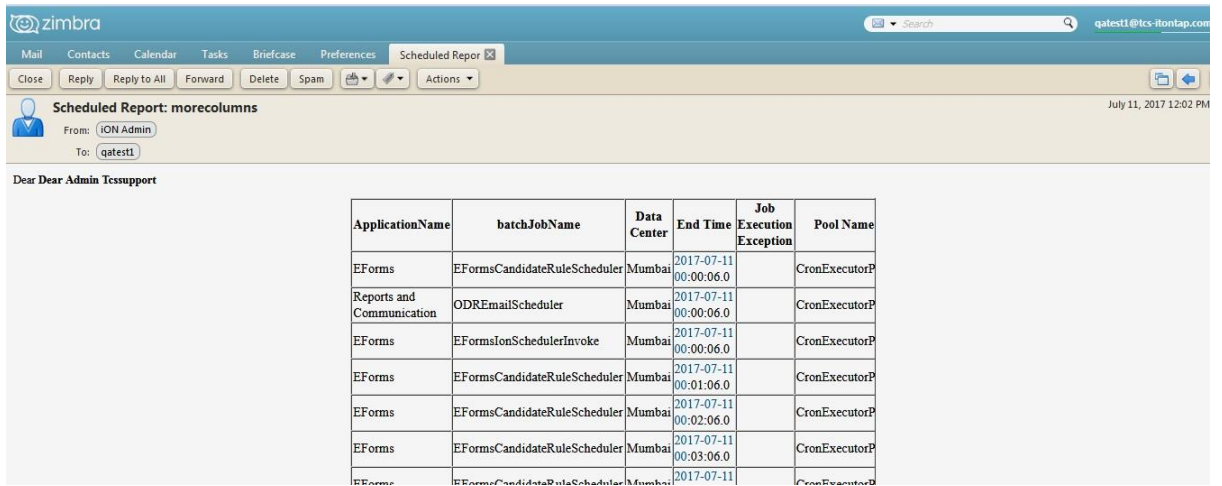 zimbra
Search
qatest1@tcs-itontap.com
Mail Contacts Calendar Tasks Briefcase Preferences Scheduled Repor
Close Reply Reply to All Forward Delete Spam Actions
Scheduled Report: morecolumns
July 11, 2017 12:02 PM
From: iON Admin
To: qatest1
Dear Dear Admin Tcssupport
ApplicationName batchJobName Data Center End Time Job Execution Exception Pool Name
EForms EFormsCandidateRuleScheduler Mumbai 2017-07-11 00:00:06.0 CronExecutorP
Reports and Communication ODREmailScheduler Mumbai 2017-07-11 00:00:06.0 CronExecutorP
EForms EFormsIonSchedulerInvoke Mumbai 2017-07-11 00:00:06.0 CronExecutorP
EForms EFormsCandidateRuleScheduler Mumbai 2017-07-11 00:01:06.0 CronExecutorP
EForms EFormsCandidateRuleScheduler Mumbai 2017-07-11 00:02:06.0 CronExecutorP
EForms EFormsCandidateRuleScheduler Mumbai 2017-07-11 00:03:06.0 CronExecutorP
EForms EFormsCandidateRuleScheduler Mumbai 2017-07-11 CronExecutorP